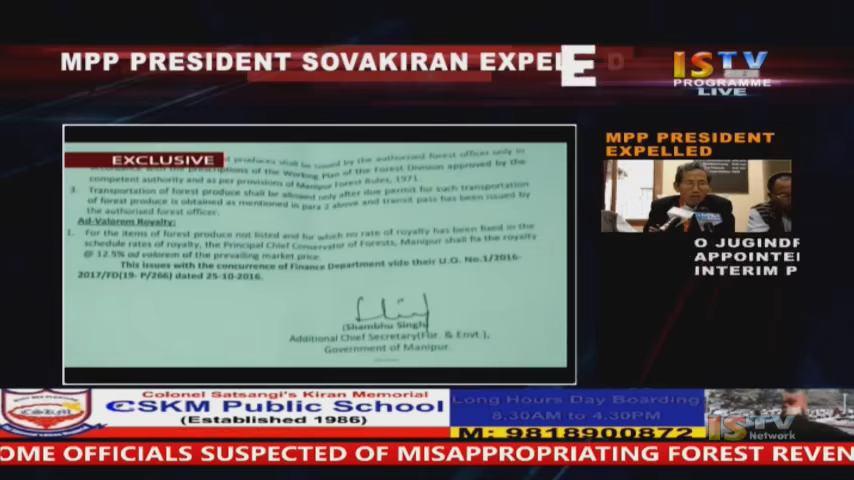 MPP PRESIDENT SOVAKIRAN EXPEL E D
ISTV
PROGRAMME
LIVE
EXCLUSIVE
produces shall be issued by the authorised forest officer only in
accordance with the prescriptions of the Working Plan of the Forest Division approved by the
competent authority and as per provisions of Manipur Forest Rules, 1971.
3. Transportation of forest produce shall be allowed only after due permit for such transportation
of forest produce is obtained as mentioned in para 2 above and transit pass has been issued by
the authorised forest officer.
Ad-Valorem Royalty:
1. For the items of forest produce not listed and for which no rate of royalty has been fixed in the
schedule rates of royalty, the Principal Chief Conservator of Forests, Manipur shall fix the royalty
@ 12.5% ad valorem of the prevailing market price.
This issues with the concurrence of Finance Department vide their U.O. No.1/2016-
2017/FD(19- P/266) dated 25-10-2016.
(Shambhu Singh)
Additional Chief Secretary(For. & Envt.),
Government of Manipur.
MPP PRESIDENT
EXPELLED
O JUGINDR
APPOINTE
INTERIM P
CSKM
Colonel Satsangi's Kiran Memorial
CSKM Public School
(Established 1986)
Long Hours Day Boarding
8.30AM to 4.30PM
M: 9818900872
ISTV
Network
OME OFFICIALS SUSPECTED OF MISAPPROPRIATING FOREST REVEN